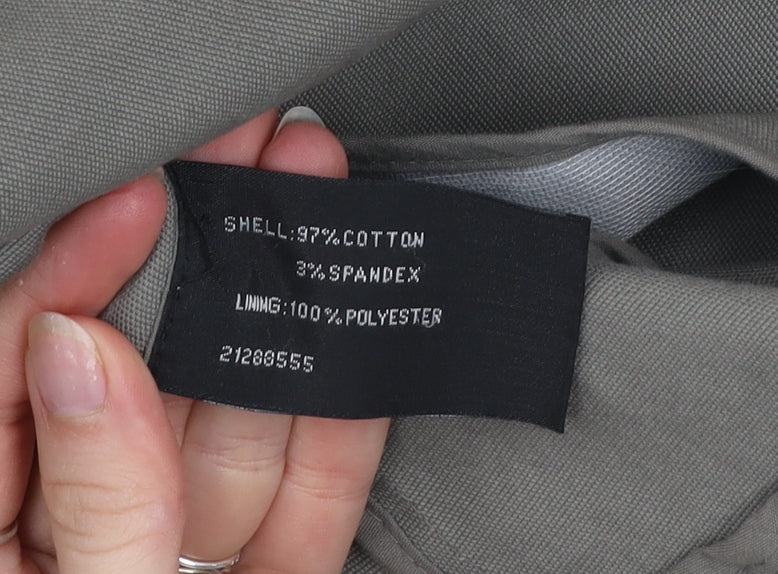 SHELL:97%COTTON
3%SPANDEX
LINING:100%POLYESTER
21288555